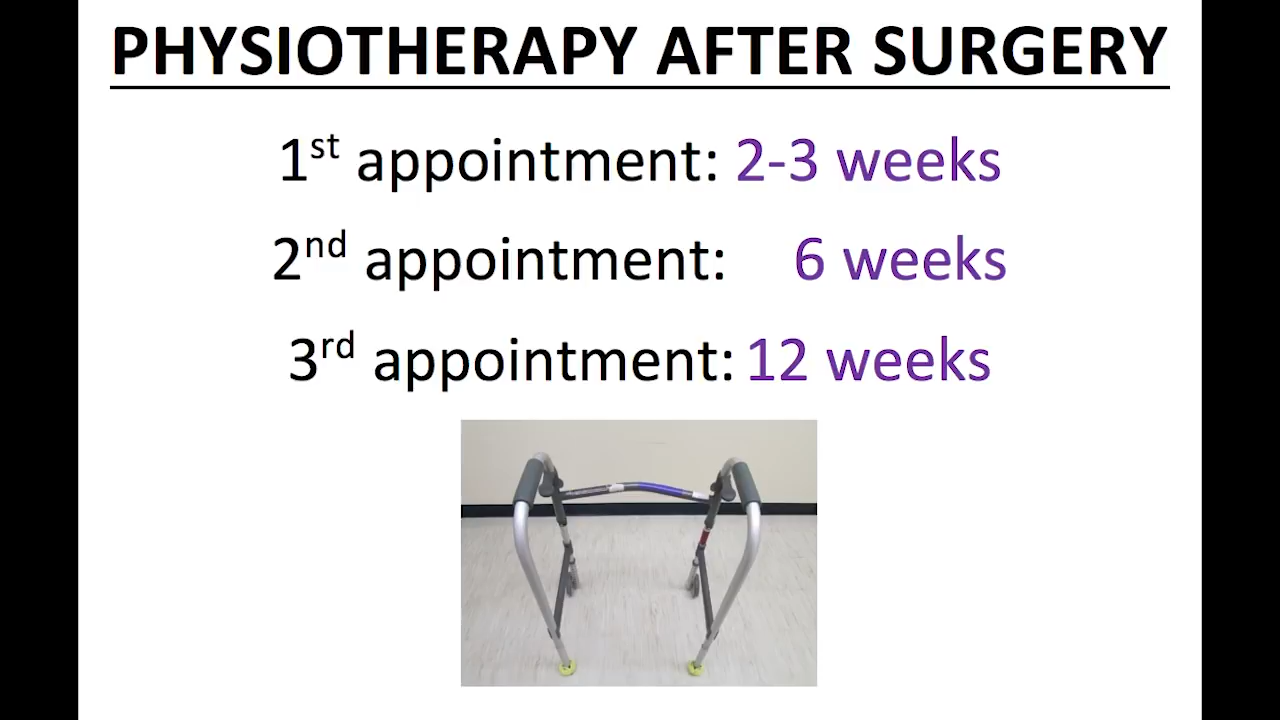 PHYSIOTHERAPY AFTER SURGERY
1st appointment: 2-3 weeks
2nd appointment: 6 weeks
3rd appointment: 12 weeks